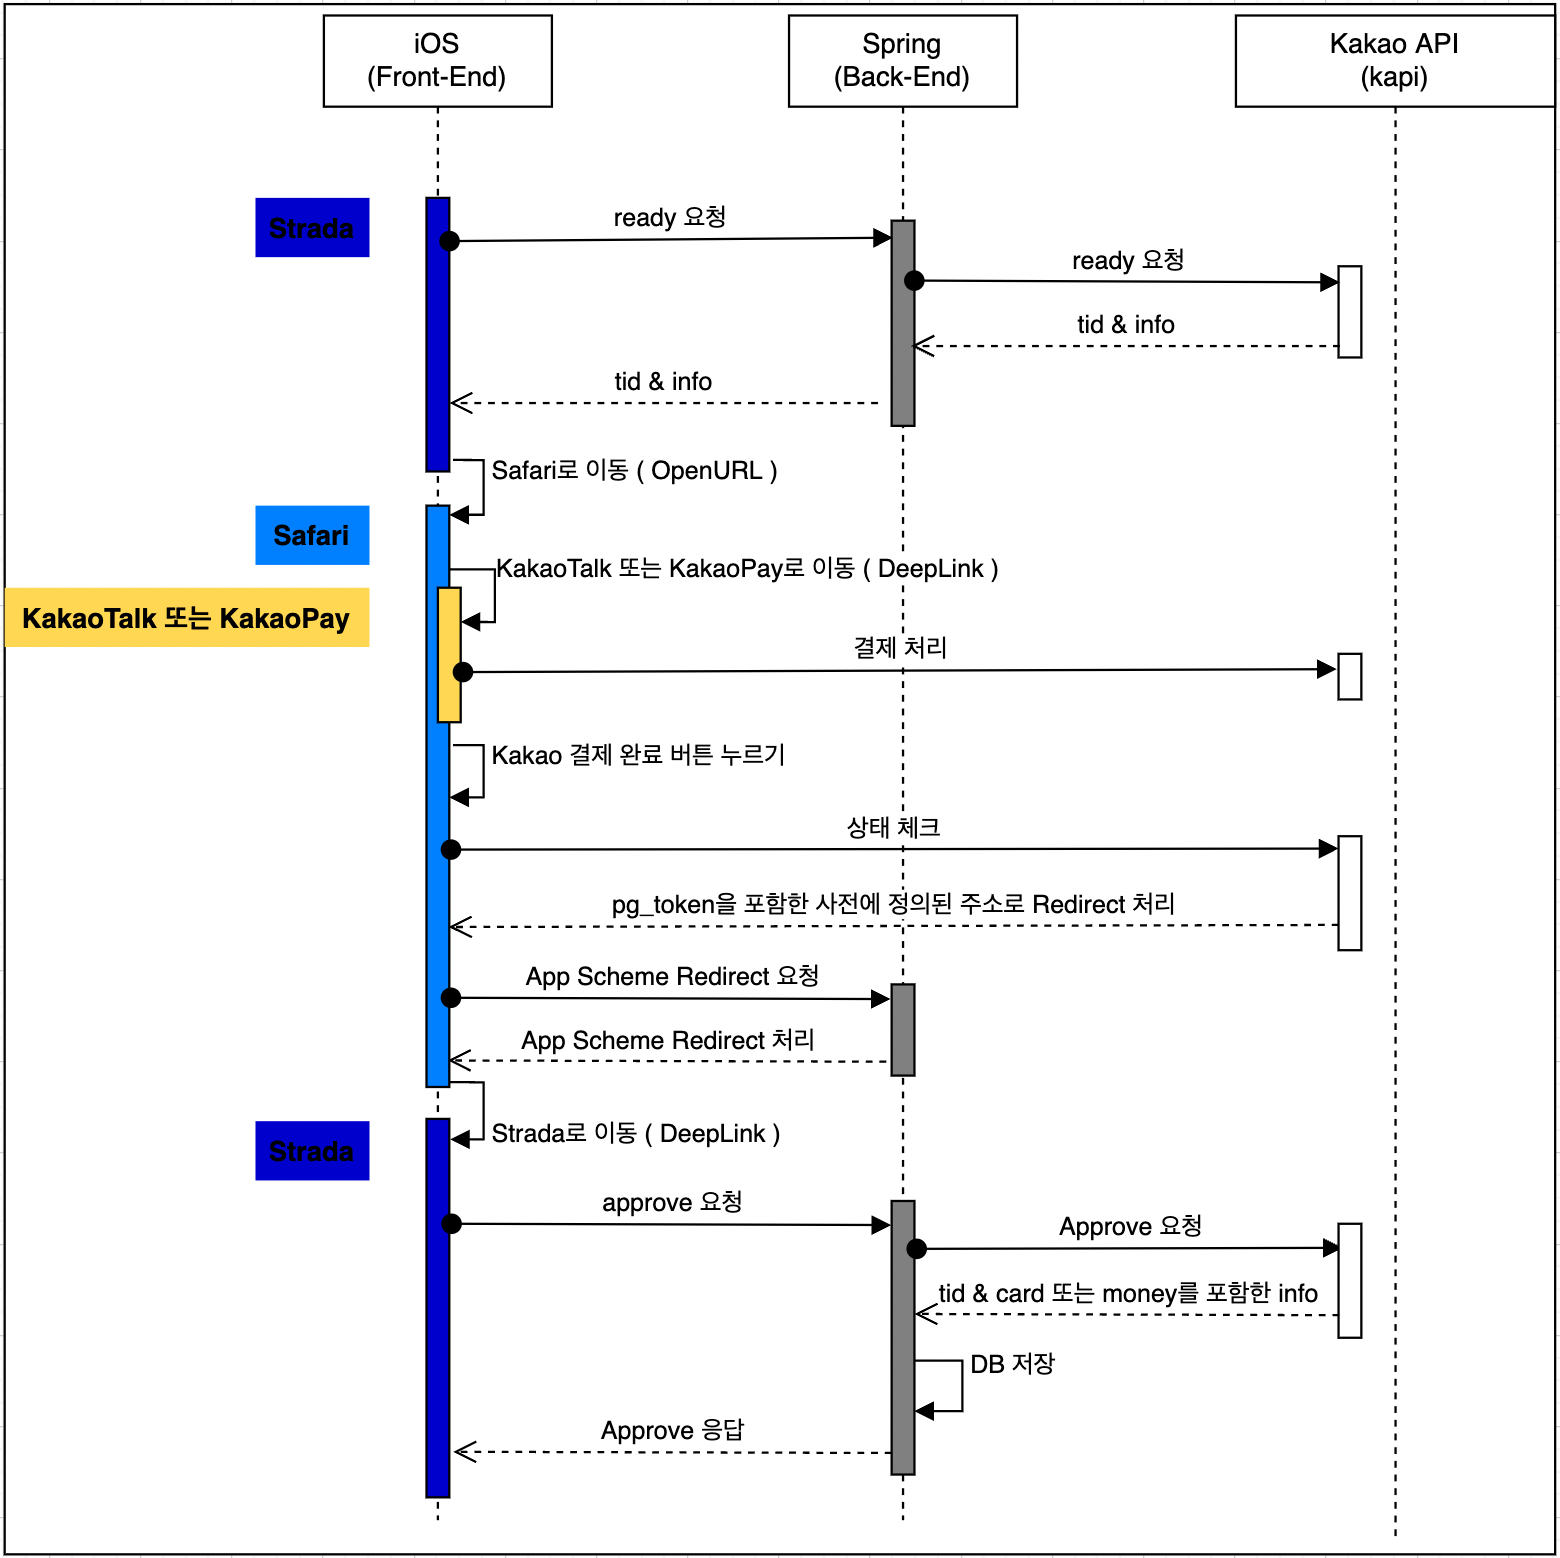 iOS
(Front-End)
Spring
(Back-End)
Kakao API
(kapi)
Strada
ready 요청
ready 요청
tid & info
tid & info
Safari로 이동 ( OpenURL )
Safari
KakaoTalk 또는 KakaoPay로 이동 ( DeepLink )
KakaoTalk 또는 KakaoPay
결제 처리
Kakao 결제 완료 버튼 누르기
상태 체크
pg_token을 포함한 사전에 정의된 주소로 Redirect 처리
App Scheme Redirect 요청
App Scheme Redirect 처리
Strada로 이동 ( DeepLink )
Strada
approve 요청
Approve 요청
tid & card 또는 money를 포함한 info
DB 저장
Approve 응답